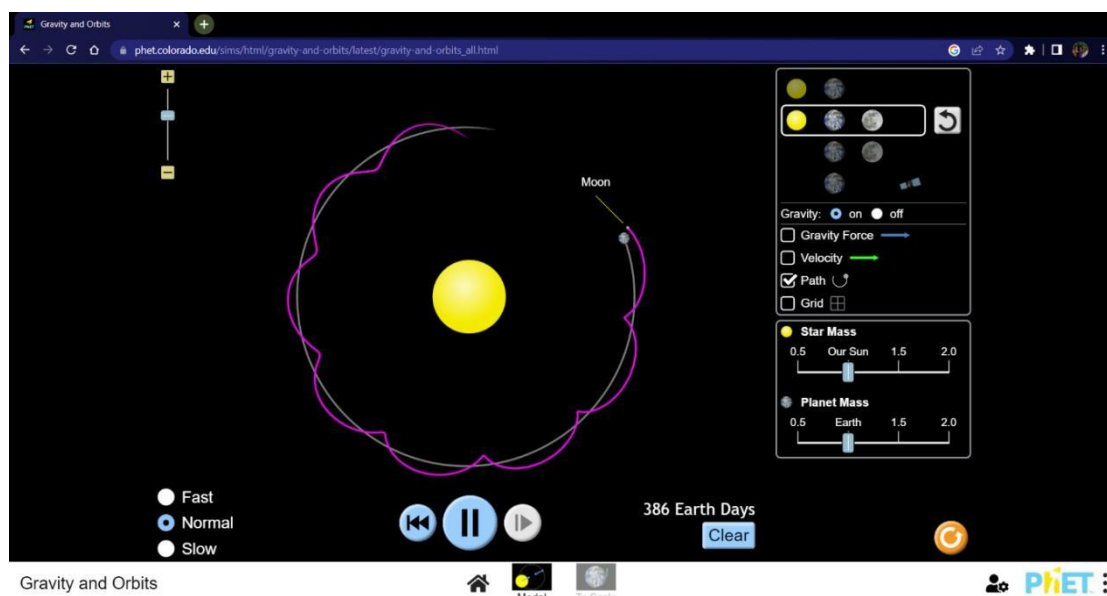 Gravity and Orbits
phet.colorado.edu/sims/html/gravity-and-orbits/latest/gravity-and-orbits_all.html
Moon
Gravity: on off
Gravity Force
Velocity
Path
Grid
Star Mass
0.5 Our Sun 1.5 2.0
Planet Mass
0.5 Earth 1.5 2.0
Fast
Normal
Slow
386 Earth Days
Clear
Gravity and Orbits
Model
PhET